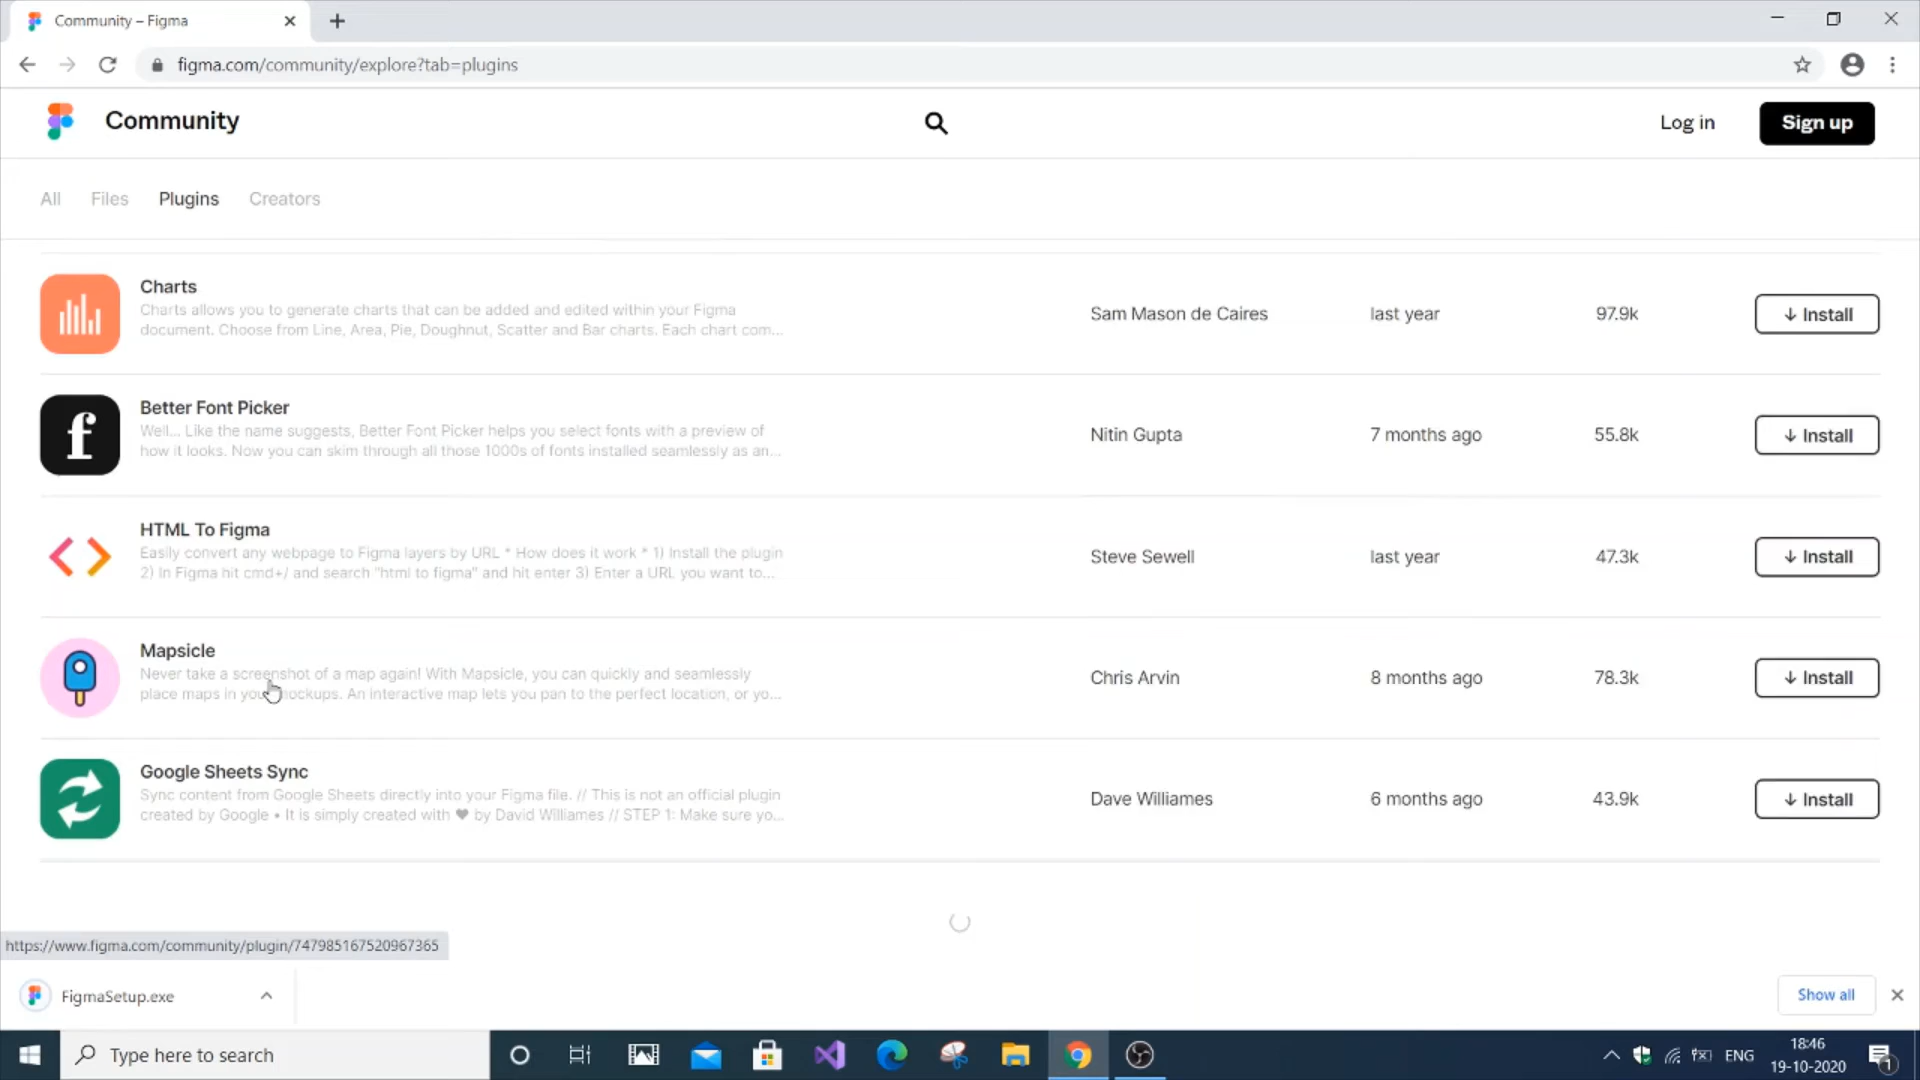 Community – Figma
figma.com/community/explore?tab=plugins
Community
Log in
Sign up
All
Files
Plugins
Creators
Charts
Charts allows you to generate charts that can be added and edited within your Figma
document. Choose from Line, Area, Pie, Doughnut, Scatter and Bar charts. Each chart com...
Sam Mason de Caires
last year
97.9k
Install
f
Better Font Picker
Well... Like the name suggests, Better Font Picker helps you select fonts with a preview of
how it looks. Now you can skim through all those 1000s of fonts installed seamlessly as an...
Nitin Gupta
7 months ago
55.8k
Install
HTML To Figma
Easily convert any webpage to Figma layers by URL * How does it work * 1) Install the plugin
2) In Figma hit cmd+/ and search "html to figma" and hit enter 3) Enter a URL you want to...
Steve Sewell
last year
47.3k
Install
Mapsicle
Never take a screenshot of a map again! With Mapsicle, you can quickly and seamlessly
place maps in your mockups. An interactive map lets you pan to the perfect location, or yo...
Chris Arvin
8 months ago
78.3k
Install
Google Sheets Sync
Sync content from Google Sheets directly into your Figma file. // This is not an official plugin
created by Google • It is simply created with ♥ by David Williames // STEP 1: Make sure yo...
Dave Williames
6 months ago
43.9k
Install
https://www.figma.com/community/plugin/747985167520967365
FigmaSetup.exe
Show all
Type here to search
ENG
18:46
19-10-2020
1